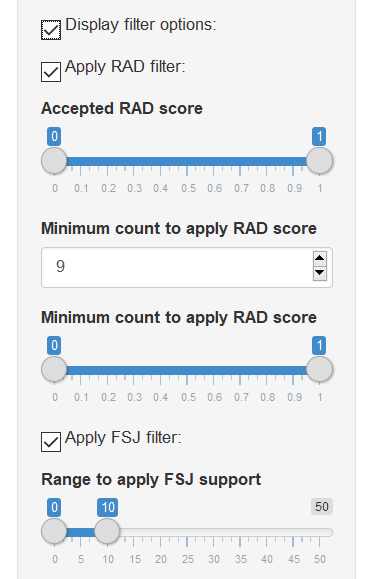 Display filter options:
Apply RAD filter:
Accepted RAD score
0 1
0 0.1 0.2 0.3 0.4 0.5 0.6 0.7 0.8 0.9 1
Minimum count to apply RAD score
9
Minimum count to apply RAD score
0 1
0 0.1 0.2 0.3 0.4 0.5 0.6 0.7 0.8 0.9 1
Apply FSJ filter:
Range to apply FSJ support
0 10 50
0 5 10 15 20 25 30 35 40 45 50